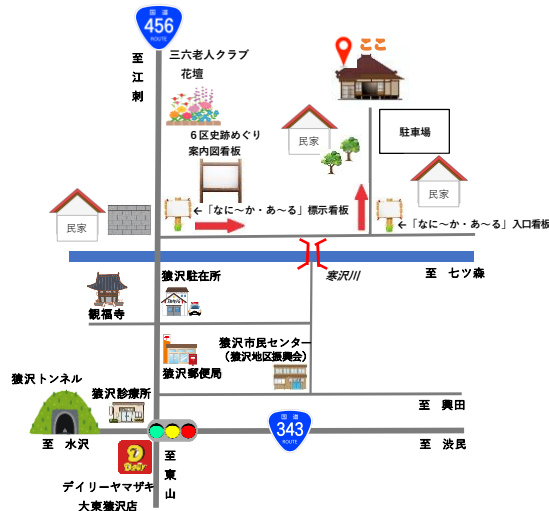 国道
456
ROUTE
至江刺
三六老人クラブ
花壇
ここ
6区史跡めぐり
案内図看板
民家
駐車場
民家
民家
←「なに～か・あ～る」標示看板
←「なに～か・あ～る」入口看板
寒沢川
至 七ツ森
観福寺
猿沢駐在所
猿沢市民センター
(猿沢地区振興会)
猿沢郵便局
猿沢トンネル
猿沢診療所
至 興田
国道
343
ROUTE
至 水沢
至 渋民
至東山
デイリーヤマザキ
大東猿沢店